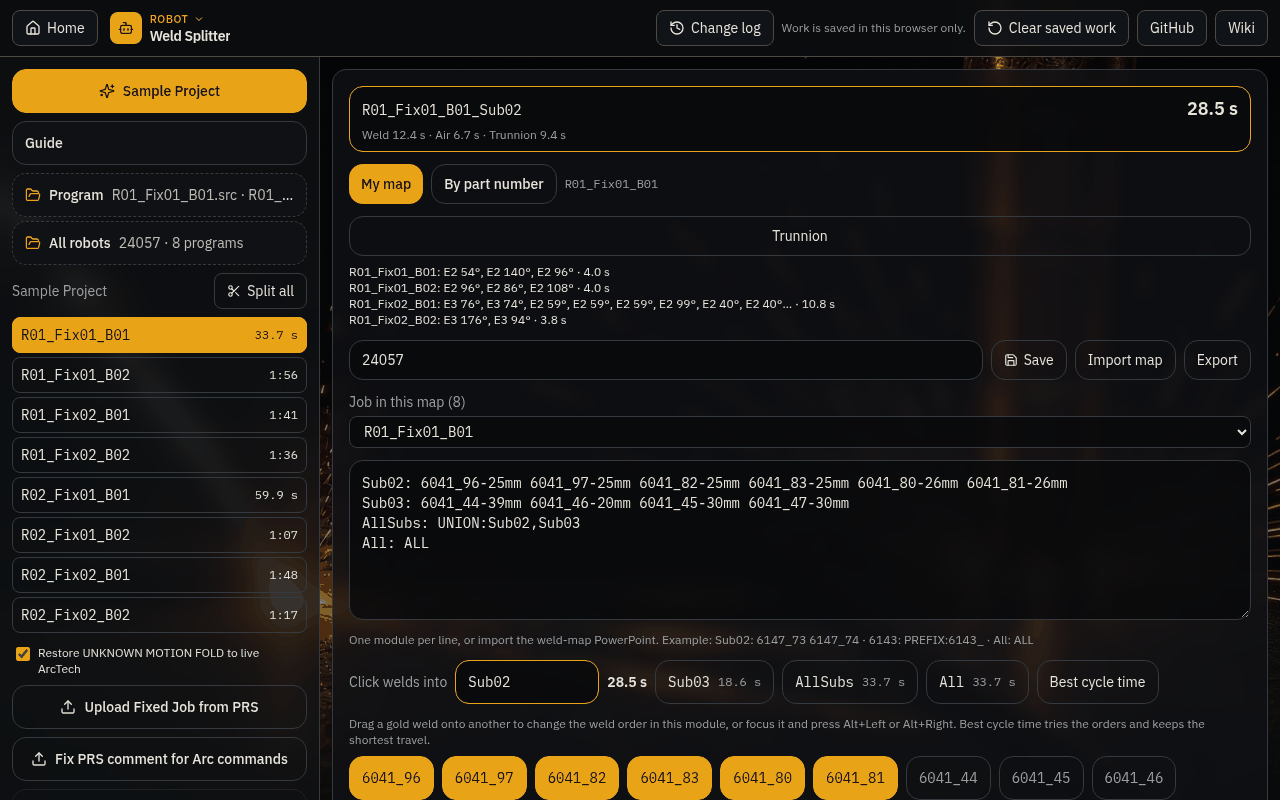 Home
ROBOT
Weld Splitter
Change log
Work is saved in this browser only.
Clear saved work
GitHub
Wiki
Sample Project
Guide
Program R01_Fix01_B01.src · R01_...
All robots 24057 · 8 programs
Sample Project
Split all
R01_Fix01_B01 33.7 s
R01_Fix01_B02 1:56
R01_Fix02_B01 1:41
R01_Fix02_B02 1:36
R02_Fix01_B01 59.9 s
R02_Fix01_B02 1:07
R02_Fix02_B01 1:48
R02_Fix02_B02 1:17
Restore UNKNOWN MOTION FOLD to live
ArcTech
Upload Fixed Job from PRS
Fix PRS comment for Arc commands
R01_Fix01_B01_Sub02 28.5 s
Weld 12.4 s · Air 6.7 s · Trunnion 9.4 s
My map
By part number
R01_Fix01_B01
Trunnion
R01_Fix01_B01: E2 54°, E2 140°, E2 96° · 4.0 s
R01_Fix01_B02: E2 96°, E2 86°, E2 108° · 4.0 s
R01_Fix02_B01: E3 76°, E3 74°, E2 59°, E2 59°, E2 59°, E2 99°, E2 40°, E2 40°... · 10.8 s
R01_Fix02_B02: E3 176°, E3 94° · 3.8 s
24057
Save
Import map
Export
Job in this map (8)
R01_Fix01_B01
Sub02: 6041_96-25mm 6041_97-25mm 6041_82-25mm 6041_83-25mm 6041_80-26mm 6041_81-26mm
Sub03: 6041_44-39mm 6041_46-20mm 6041_45-30mm 6041_47-30mm
AllSubs: UNION:Sub02,Sub03
All: ALL
One module per line, or import the weld-map PowerPoint. Example: Sub02: 6147_73 6147_74 · 6143: PREFIX:6143_ · All: ALL
Click welds into Sub02 28.5 s Sub03 18.6 s AllSubs 33.7 s All 33.7 s Best cycle time
Drag a gold weld onto another to change the weld order in this module, or focus it and press Alt+Left or Alt+Right. Best cycle time tries the orders and keeps the
shortest travel.
6041_96 6041_97 6041_82 6041_83 6041_80 6041_81 6041_44 6041_45 6041_46